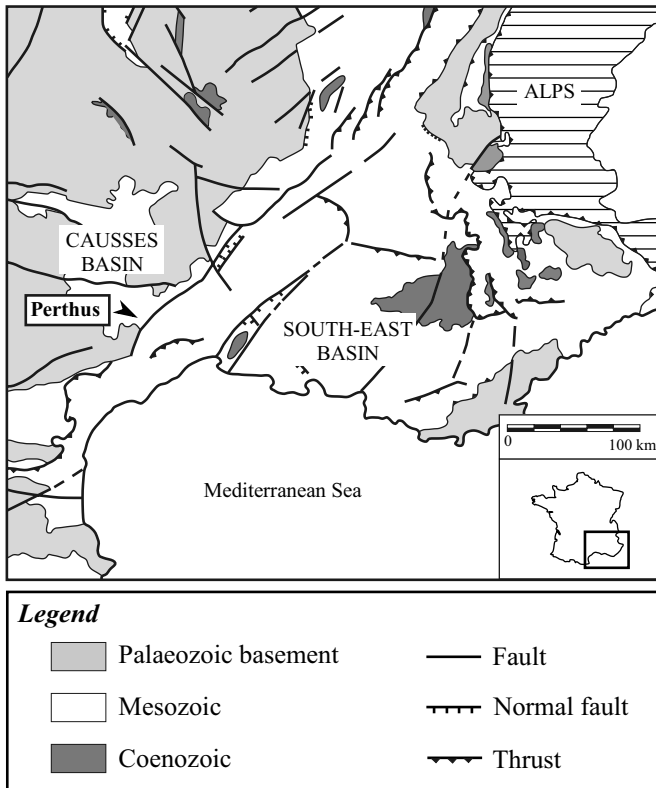 ALPS
CAUSSES
BASIN
Perthus
SOUTH-EAST
BASIN
0
100 km
Mediterranean Sea
Legend
Palaeozoic basement
Fault
Mesozoic
Normal fault
Coenozoic
Thrust